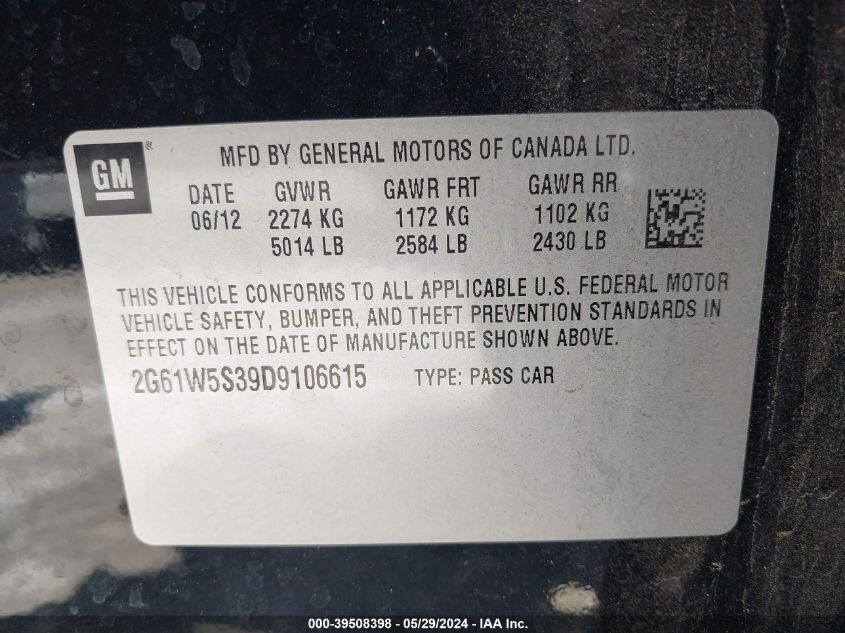 GM®
MFD BY GENERAL MOTORS OF CANADA LTD.
DATE GVWR GAWR FRT GAWR RR
06/12 2274 KG 1172 KG 1102 KG
5014 LB 2584 LB 2430 LB
THIS VEHICLE CONFORMS TO ALL APPLICABLE U.S. FEDERAL MOTOR
VEHICLE SAFETY, BUMPER, AND THEFT PREVENTION STANDARDS IN
EFFECT ON THE DATE OF MANUFACTURE SHOWN ABOVE.
2G61W5S39D9106615 TYPE: PASS CAR
000-39508398 - 05/29/2024 - IAA Inc.